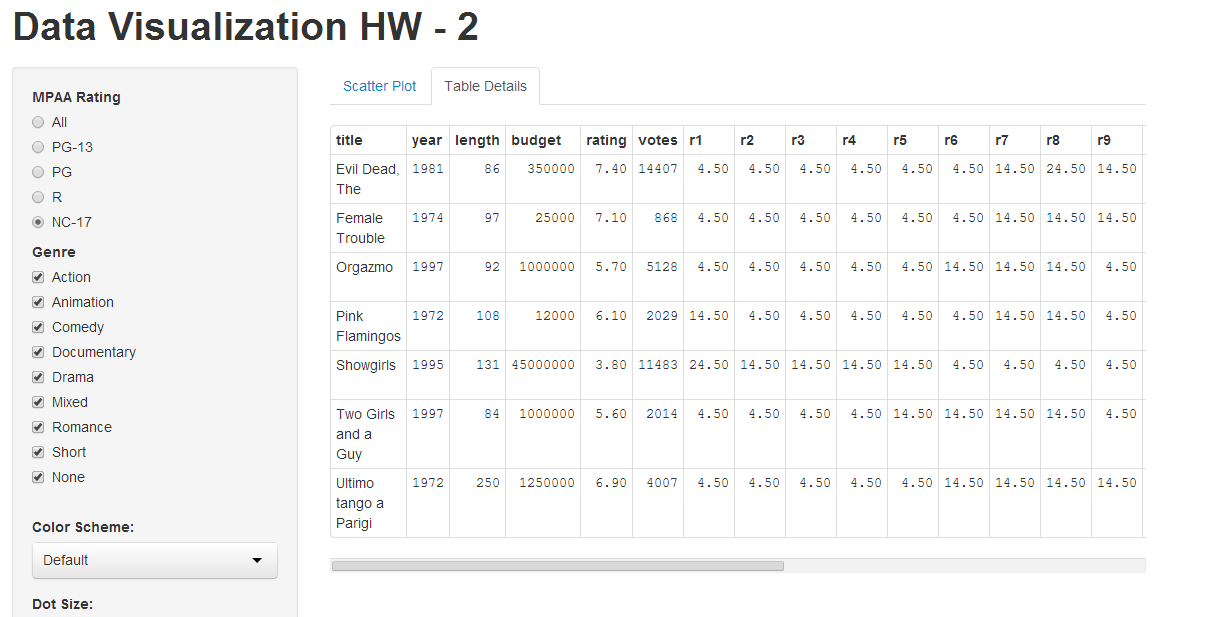 Data Visualization HW - 2
MPAA Rating
All
PG-13
PG
R
NC-17
Genre
Action
Animation
Comedy
Documentary
Drama
Mixed
Romance
Short
None
Color Scheme:
Default
Dot Size:
Scatter Plot Table Details
title year length budget rating votes r1 r2 r3 r4 r5 r6 r7 r8 r9
Evil Dead, 1981 86 350000 7.40 14407 4.50 4.50 4.50 4.50 4.50 4.50 14.50 24.50 14.50
The
Female 1974 97 25000 7.10 868 4.50 4.50 4.50 4.50 4.50 4.50 14.50 14.50 14.50
Trouble
Orgazmo 1997 92 1000000 5.70 5128 4.50 4.50 4.50 4.50 4.50 14.50 14.50 14.50 4.50
Pink 1972 108 12000 6.10 2029 14.50 4.50 4.50 4.50 4.50 4.50 14.50 14.50 4.50
Flamingos
Showgirls 1995 131 45000000 3.80 11483 24.50 14.50 14.50 14.50 14.50 4.50 4.50 4.50 4.50
Two Girls 1997 84 1000000 5.60 2014 4.50 4.50 4.50 4.50 14.50 14.50 14.50 14.50 4.50
and a
Guy
Ultimo 1972 250 1250000 6.90 4007 4.50 4.50 4.50 4.50 4.50 14.50 14.50 14.50 14.50
tango a
Parigi